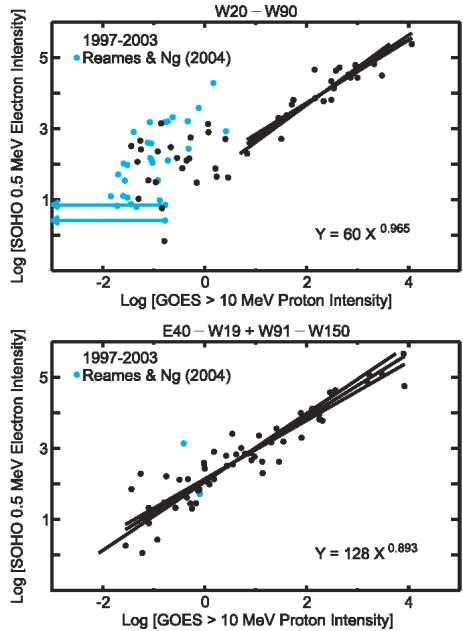 W20 – W90
1997-2003
Reames & Ng (2004)
5
3
1
-2
0
2
4
Y = 60 X 0.965
Log [SOHO 0.5 MeV Electron Intensity]
Log [GOES > 10 MeV Proton Intensity]
E40 – W19 + W91 – W150
1997-2003
Reames & Ng (2004)
5
3
1
-2
0
2
4
Y = 128 X 0.893
Log [SOHO 0.5 MeV Electron Intensity]
Log [GOES > 10 MeV Proton Intensity]